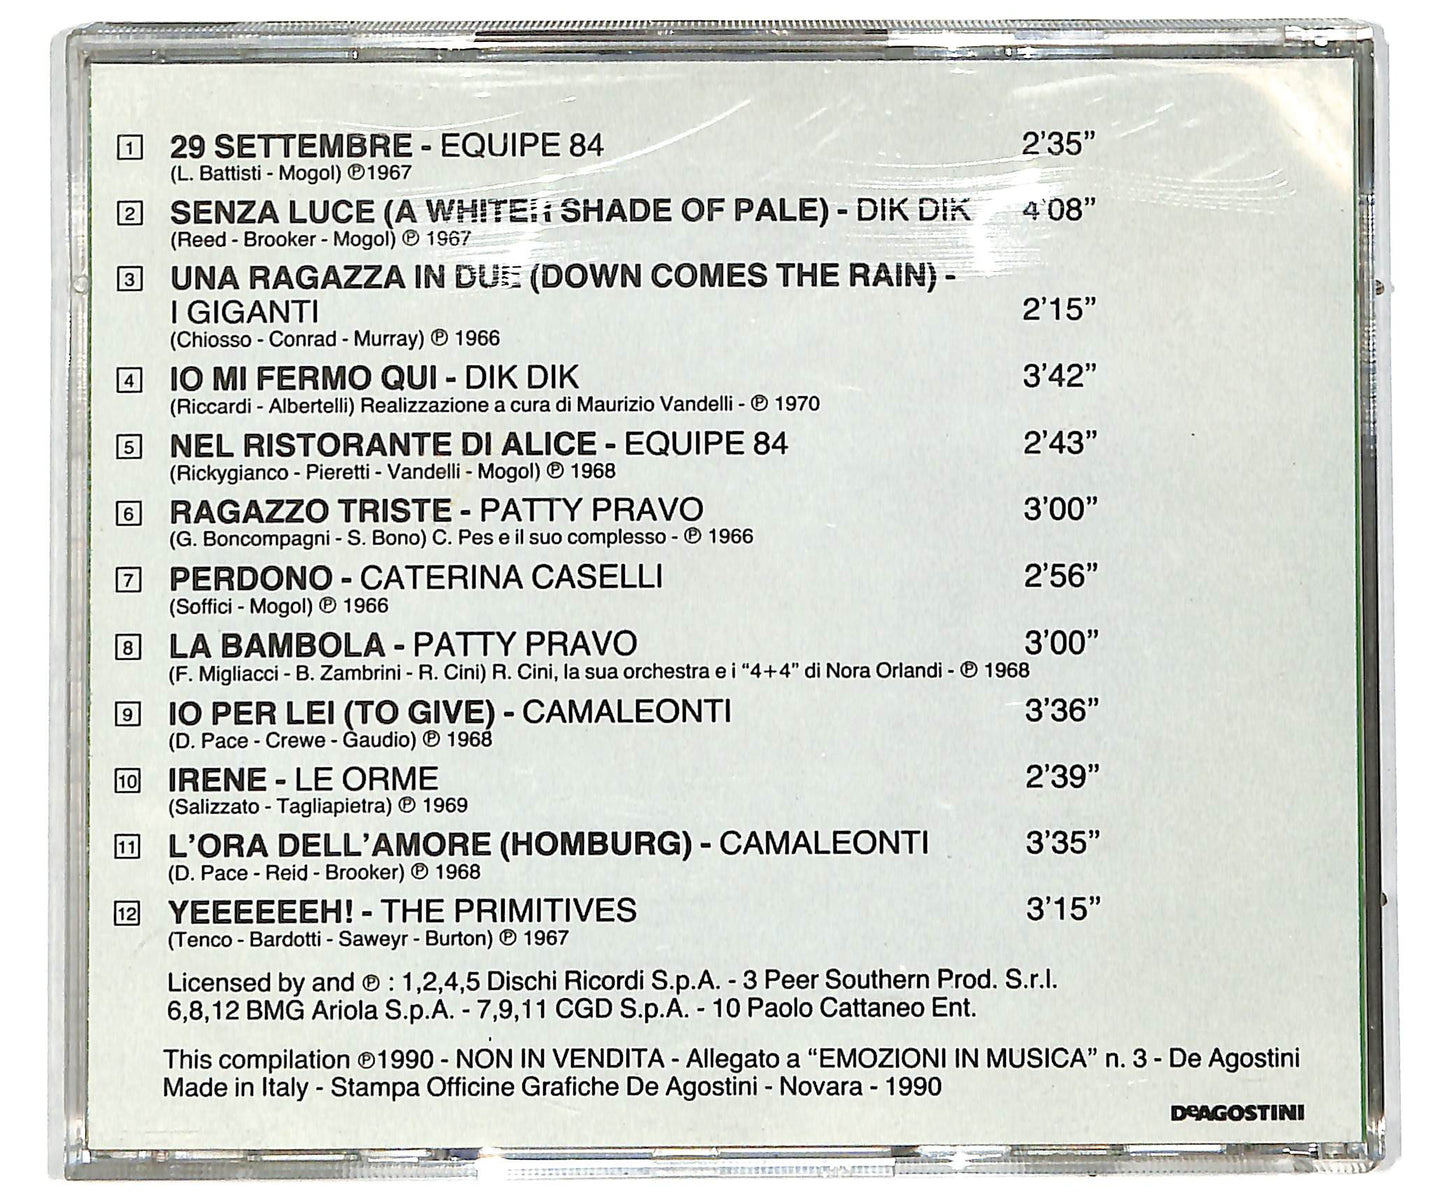 1 29 SETTEMBRE - EQUIPE 84 2'35"
(L. Battisti - Mogol) ℗1967
2 SENZA LUCE (A WHITER SHADE OF PALE) - DIK DIK 4'08"
(Reed - Brooker - Mogol) ℗ 1967
3 UNA RAGAZZA IN DUE (DOWN COMES THE RAIN) -
I GIGANTI 2'15"
(Chiosso - Conrad - Murray) ℗ 1966
4 IO MI FERMO QUI - DIK DIK 3'42"
(Riccardi - Albertelli) Realizzazione a cura di Maurizio Vandelli - ℗ 1970
5 NEL RISTORANTE DI ALICE - EQUIPE 84 2'43"
(Rickygianco - Pieretti - Vandelli - Mogol) ℗ 1968
6 RAGAZZO TRISTE - PATTY PRAVO 3'00"
(G. Boncompagni - S. Bono) C. Pes e il suo complesso - ℗ 1966
7 PERDONO - CATERINA CASELLI 2'56"
(Soffici - Mogol) ℗ 1966
8 LA BAMBOLA - PATTY PRAVO 3'00"
(F. Migliacci - B. Zambrini - R. Cini) R. Cini, la sua orchestra e i "4+4" di Nora Orlandi - ℗ 1968
9 IO PER LEI (TO GIVE) - CAMALEONTI 3'36"
(D. Pace - Crewe - Gaudio) ℗ 1968
10 IRENE - LE ORME 2'39"
(Salizzato - Tagliapietra) ℗ 1969
11 L'ORA DELL'AMORE (HOMBURG) - CAMALEONTI 3'35"
(D. Pace - Reid - Brooker) ℗ 1968
12 YEEEEEEH! - THE PRIMITIVES 3'15"
(Tenco - Bardotti - Saweyr - Burton) ℗ 1967
Licensed by and ℗ : 1,2,4,5 Dischi Ricordi S.p.A. - 3 Peer Southern Prod. S.r.l.
6,8,12 BMG Ariola S.p.A. - 7,9,11 CGD S.p.A. - 10 Paolo Cattaneo Ent.
This compilation ℗1990 - NON IN VENDITA - Allegato a "EMOZIONI IN MUSICA" n. 3 - De Agostini
Made in Italy - Stampa Officine Grafiche De Agostini - Novara - 1990
DeAGOSTINI